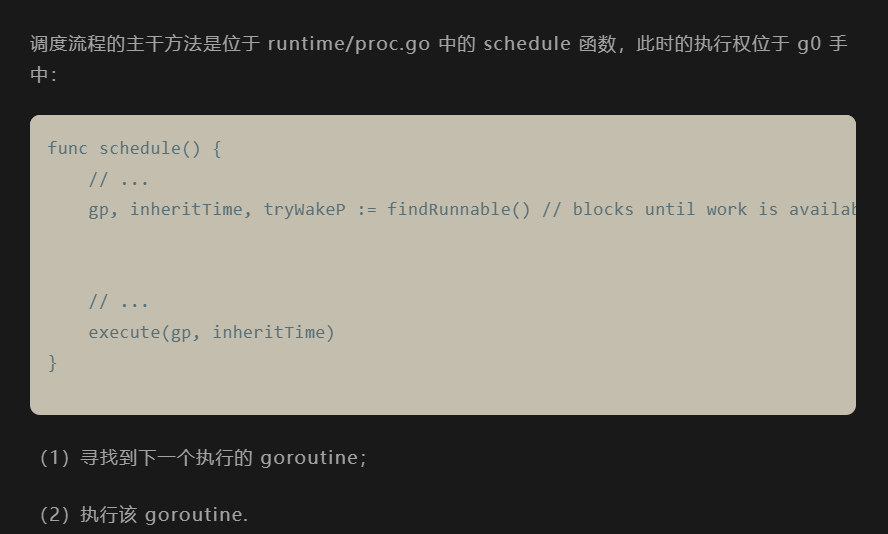 调度流程的主干方法是位于 runtime/proc.go 中的 schedule 函数，此时的执行权位于 g0 手
中：
func schedule() {
    // ...
    gp, inheritTime, tryWakeP := findRunnable() // blocks until work is availab


    // ...
    execute(gp, inheritTime)
}
（1）寻找到下一个执行的 goroutine；
（2）执行该 goroutine.